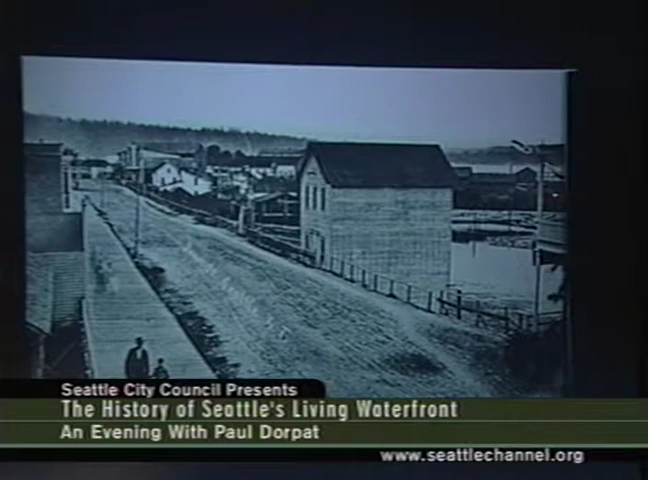 Seattle City Council Presents
The History of Seattle's Living Waterfront
An Evening With Paul Dorpat
www.seattlechannel.org